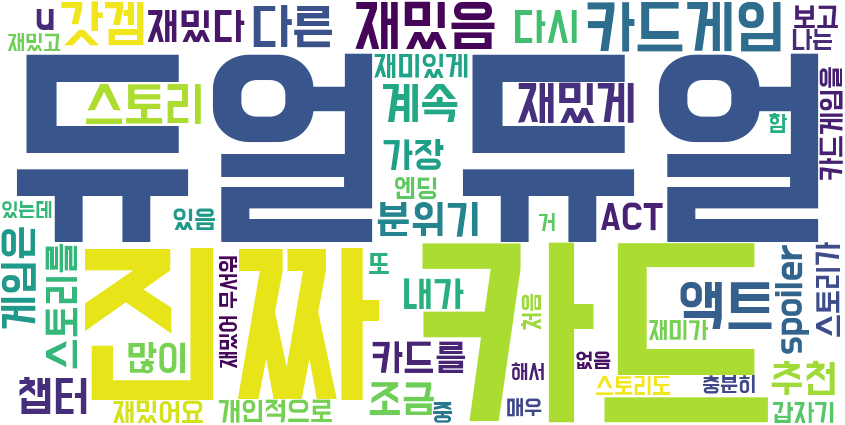 u 갓겜 재밌다 다른 재밌음 다시 카드게임 보고
재밌고 나는
듀얼 듀얼
스토리 재미있게 계속 재밌게 카드게임을
함
가장
엔딩
있는데 있음 분위기 거 ACT
게임은 스토리를 진짜 카드
재밌어 무서워 또 내가 처음 액트 spoiler 스토리가
재미가
많이 카드를 해서 없음
챕터 조금 스토리도 충분히 추천
재밌어요 개인적으로 중 매우 갑자기